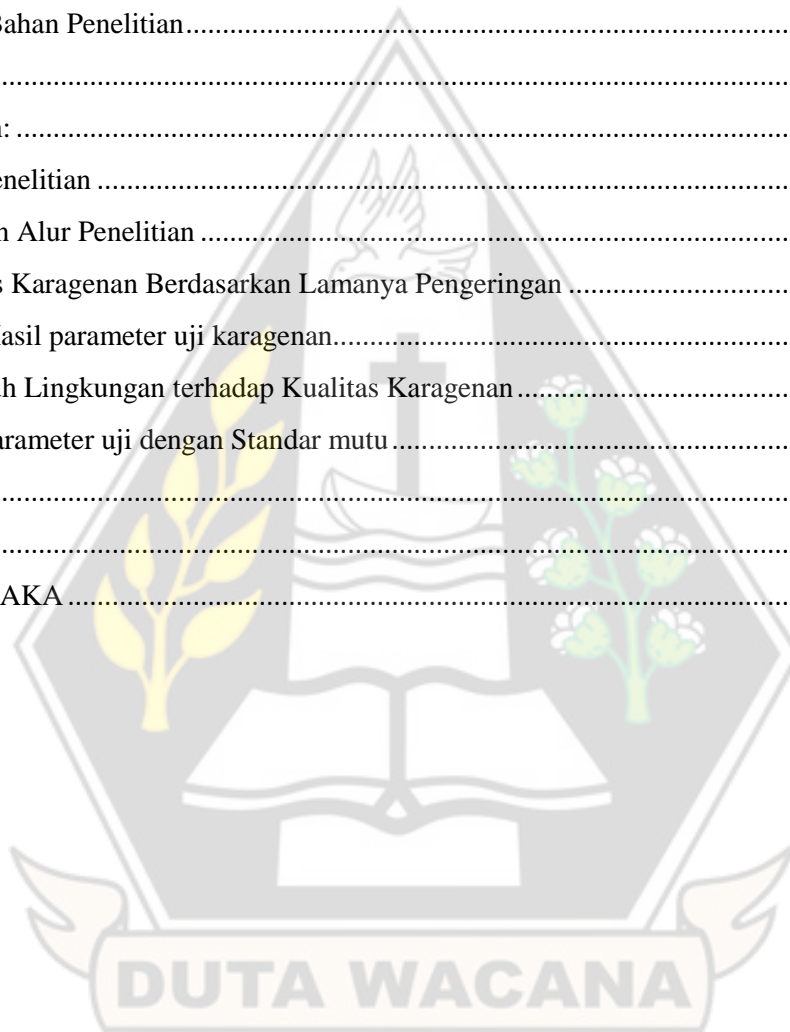 Bahan Penelitian
:
enelitian
Alur Penelitian
Karagenan Berdasarkan Lamanya Pengeringan
asil parameter uji karagenan
h Lingkungan terhadap Kualitas Karagenan
arameter uji dengan Standar mutu
AKA
DUTA WACANA